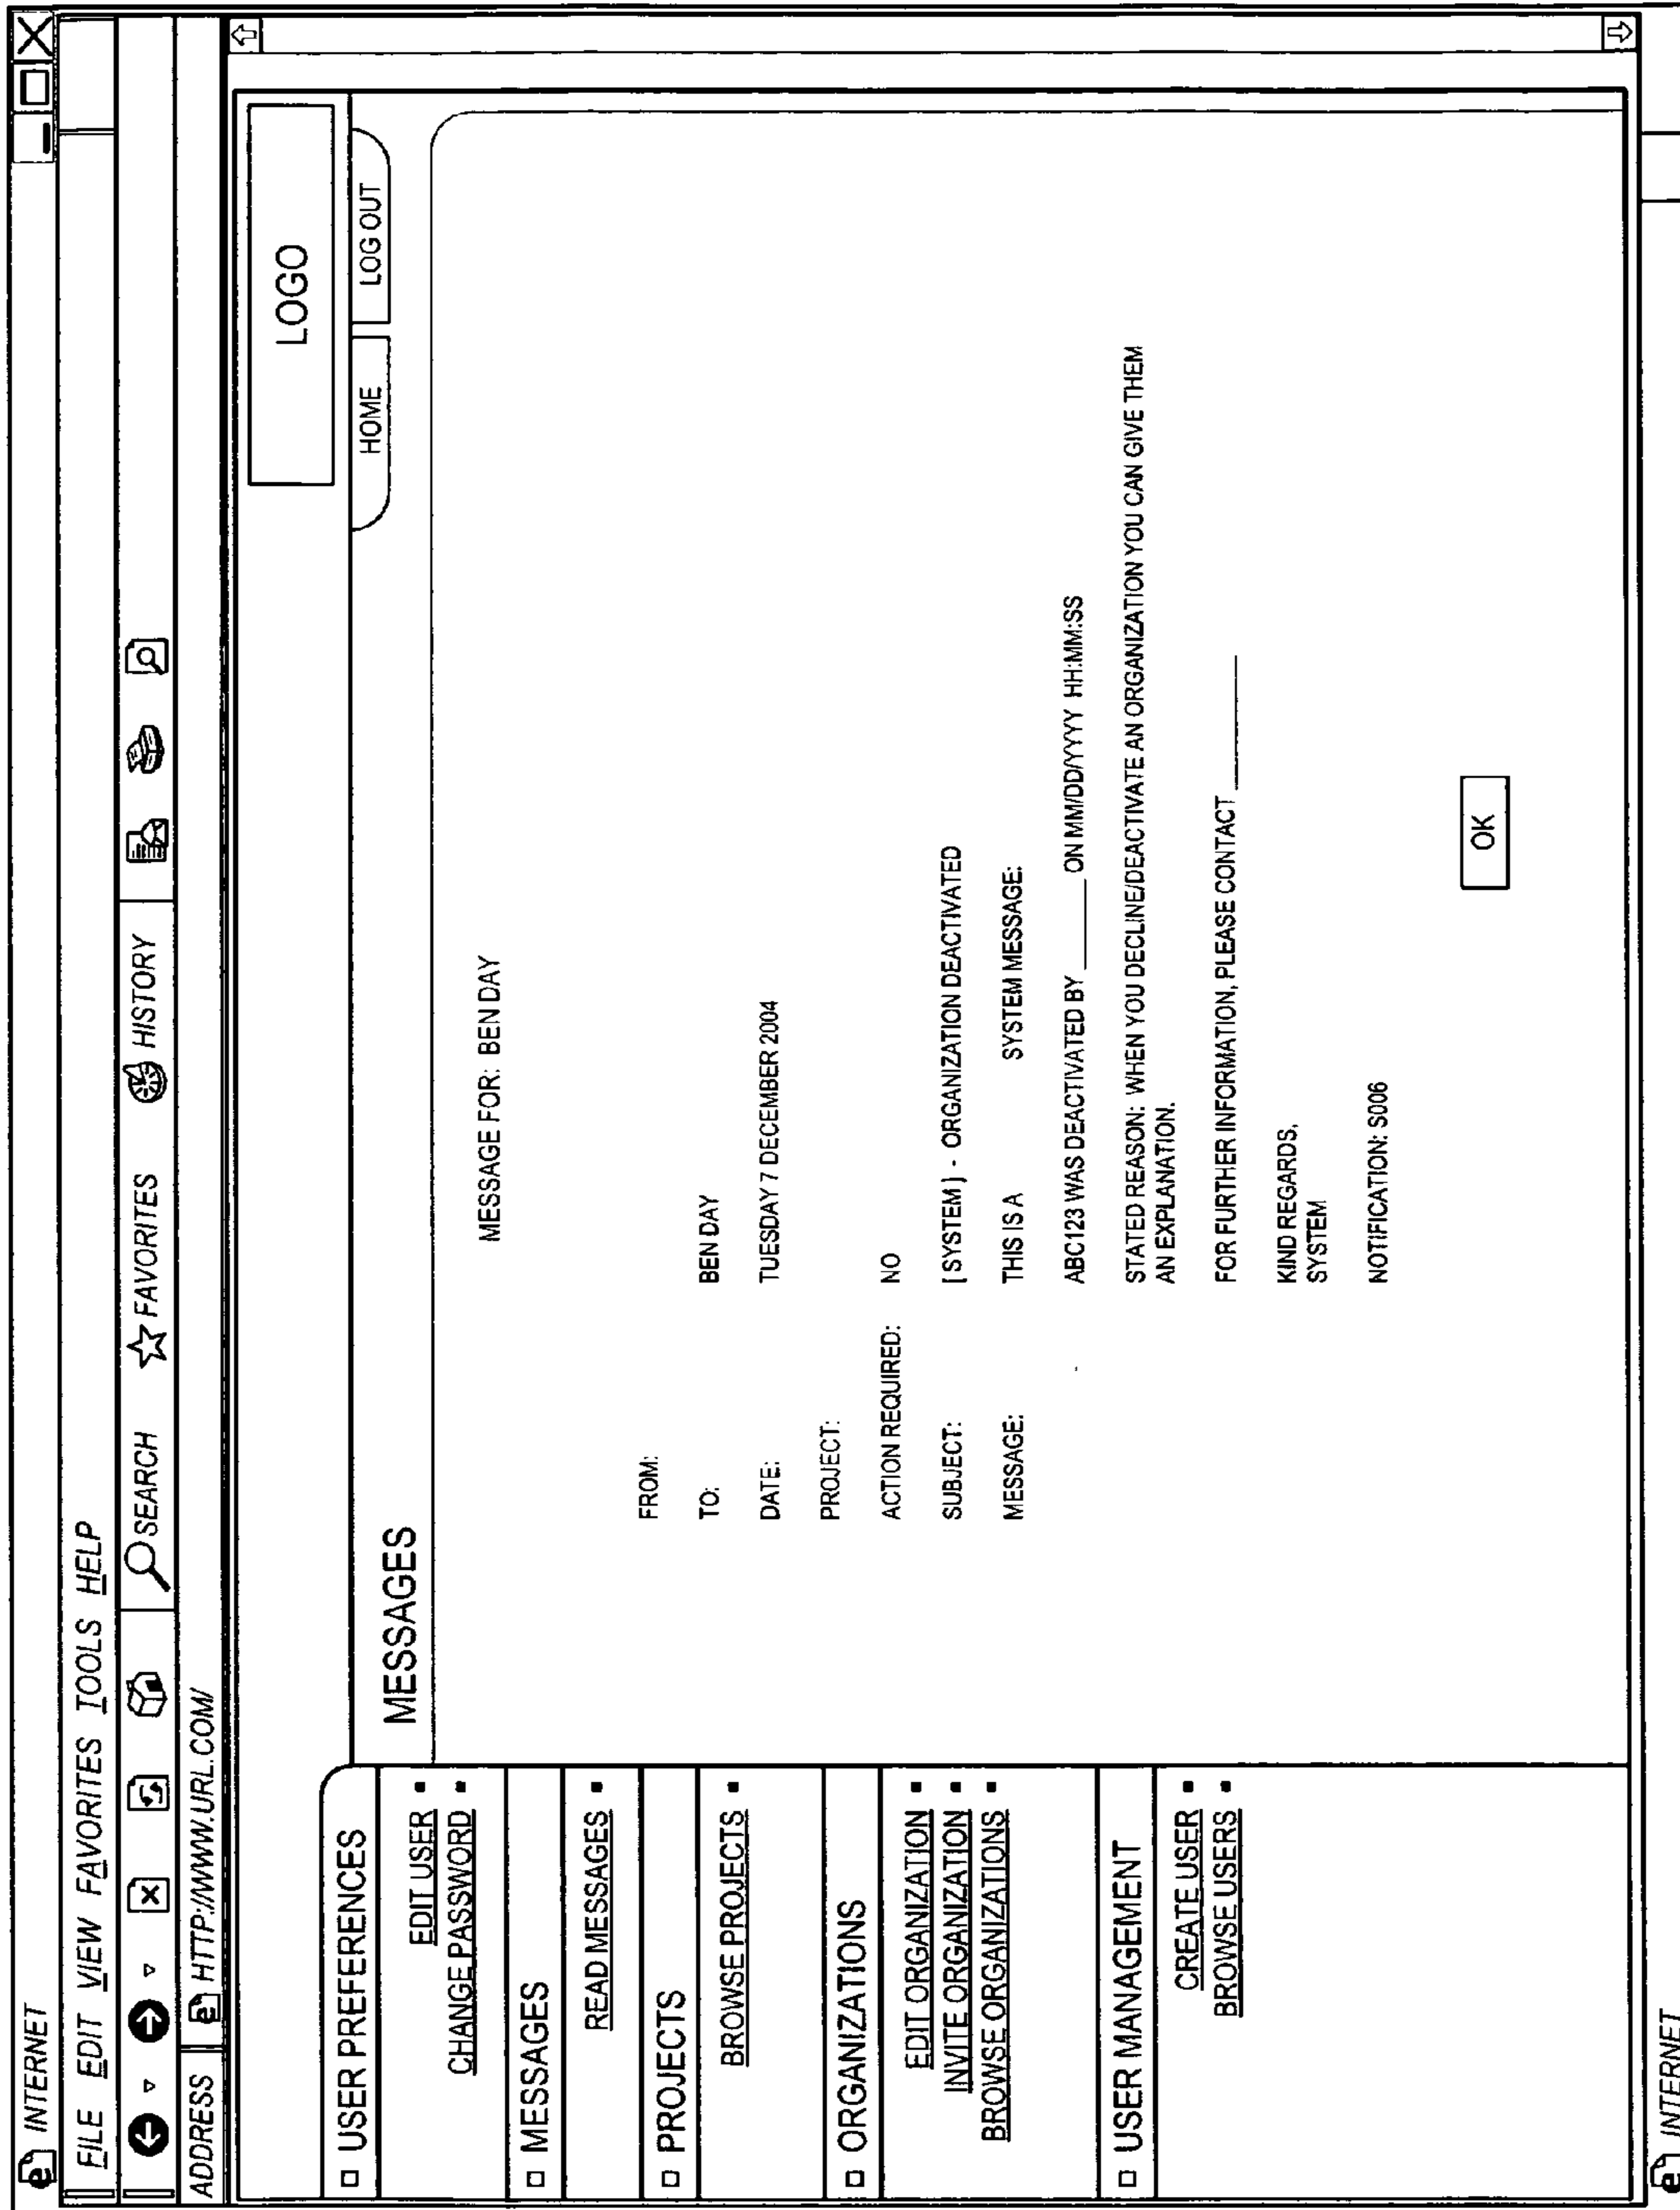 INTERNET
FILE EDIT VIEW FAVORITES TOOLS HELP
SEARCH FAVORITES HISTORY
ADDRESS HTTP://WWW.URL.COM/
LOGO
HOME LOG OUT
USER PREFERENCES
EDIT USER
CHANGE PASSWORD
MESSAGES
READ MESSAGES
PROJECTS
BROWSE PROJECTS
ORGANIZATIONS
EDIT ORGANIZATION
INVITE ORGANIZATION
BROWSE ORGANIZATIONS
USER MANAGEMENT
CREATE USER
BROWSE USERS
MESSAGES
MESSAGE FOR: BEN DAY
FROM:
TO: BEN DAY
DATE: TUESDAY 7 DECEMBER 2004
PROJECT:
ACTION REQUIRED: NO
SUBJECT: [SYSTEM] - ORGANIZATION DEACTIVATED
MESSAGE: THIS IS A SYSTEM MESSAGE:
ABC123 WAS DEACTIVATED BY ______ ON MM/DD/YYYY HH:MM:SS
STATED REASON: WHEN YOU DECLINE/DEACTIVATE AN ORGANIZATION YOU CAN GIVE THEM
AN EXPLANATION.
FOR FURTHER INFORMATION, PLEASE CONTACT ________
KIND REGARDS,
SYSTEM
NOTIFICATION: S006
OK
INTERNET